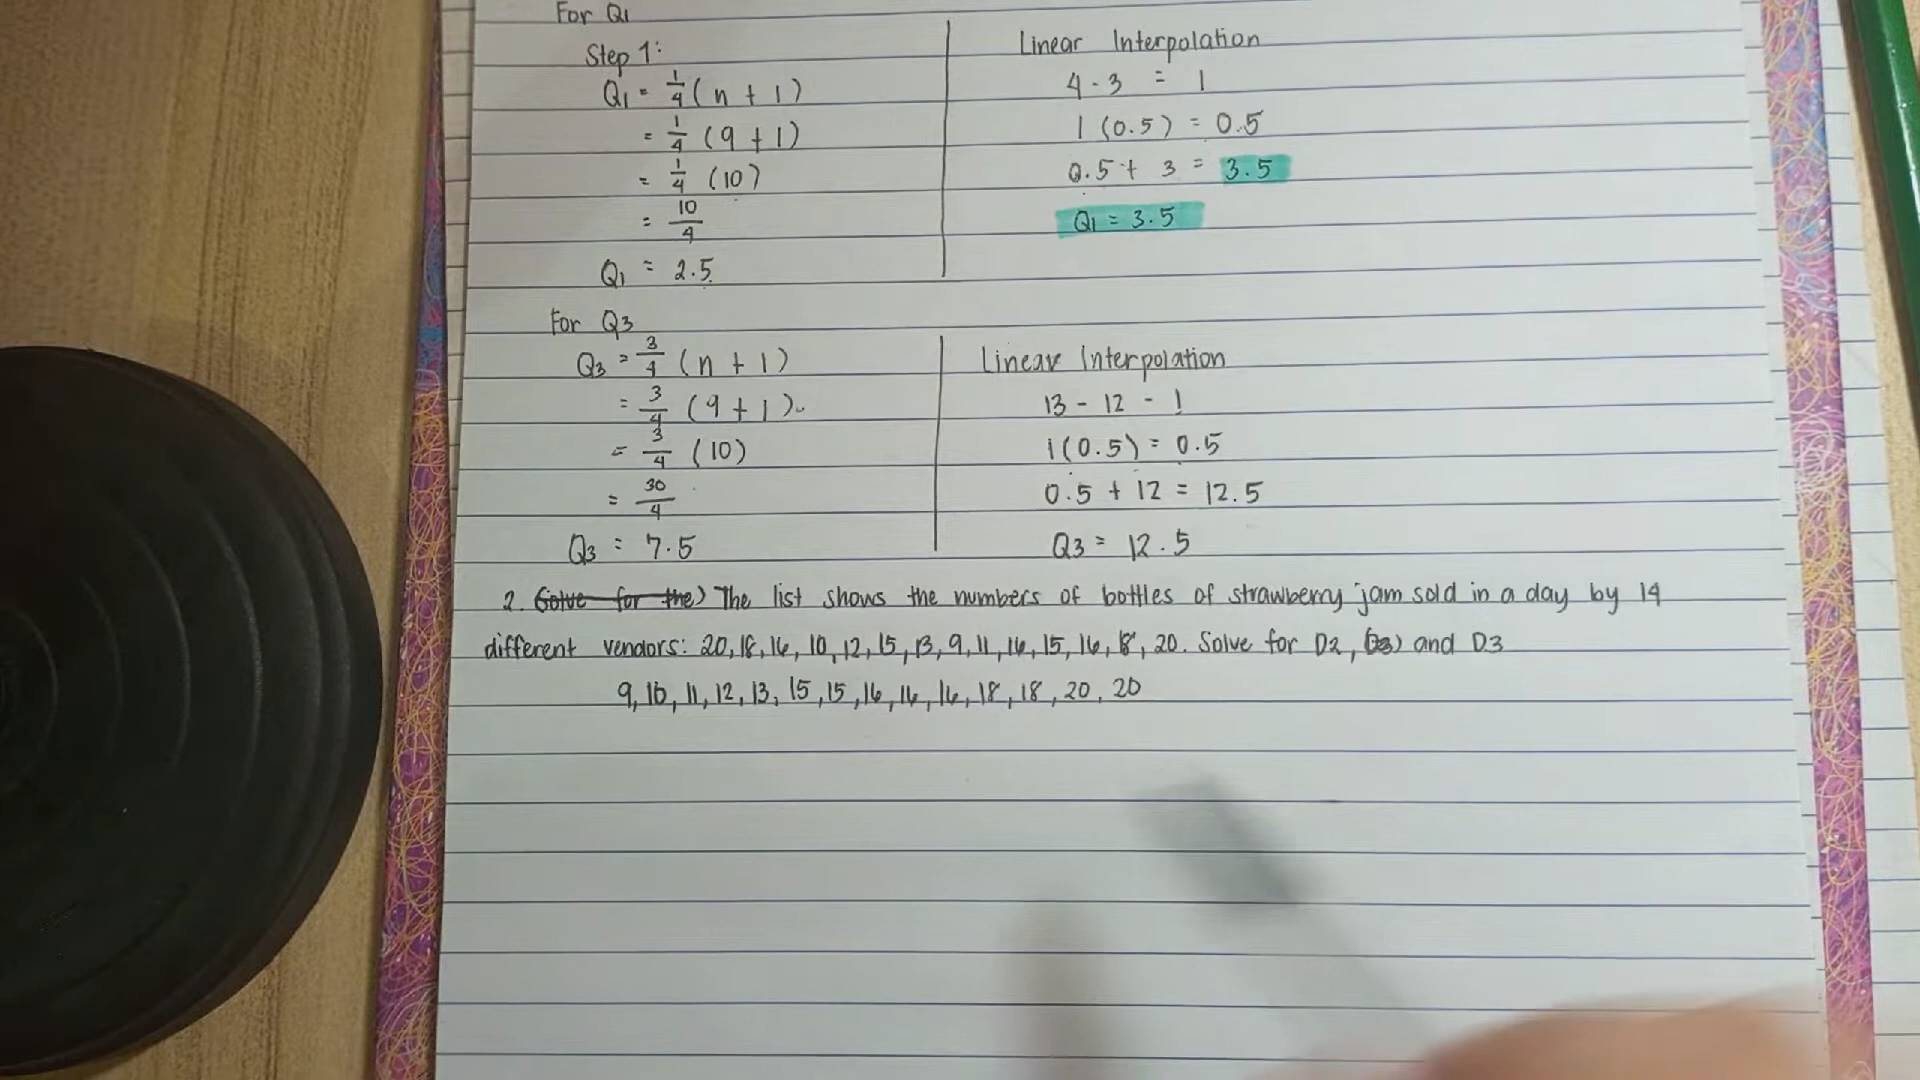 For Q1
Step 1:
Q1 = 1/4 (n + 1)
= 1/4 (9 + 1)
= 1/4 (10)
= 10/4
Q1 = 2.5
Linear Interpolation
4 - 3 = 1
1 (0.5) = 0.5
0.5 + 3 = 3.5
Q1 = 3.5
For Q3
Q3 = 3/4 (n + 1)
= 3/4 (9 + 1)
= 3/4 (10)
= 30/4
Q3 = 7.5
Linear Interpolation
13 - 12 - 1
1 (0.5) = 0.5
0.5 + 12 = 12.5
Q3 = 12.5
2. Solve for the) The list shows the numbers of bottles of strawberry jam sold in a day by 14
different vendors: 20, 18, 16, 10, 12, 15, 13, 9, 11, 16, 15, 16, 18, 20. Solve for D2, and D3
9, 10, 11, 12, 13, 15, 15, 16, 16, 16, 18, 18, 20, 20